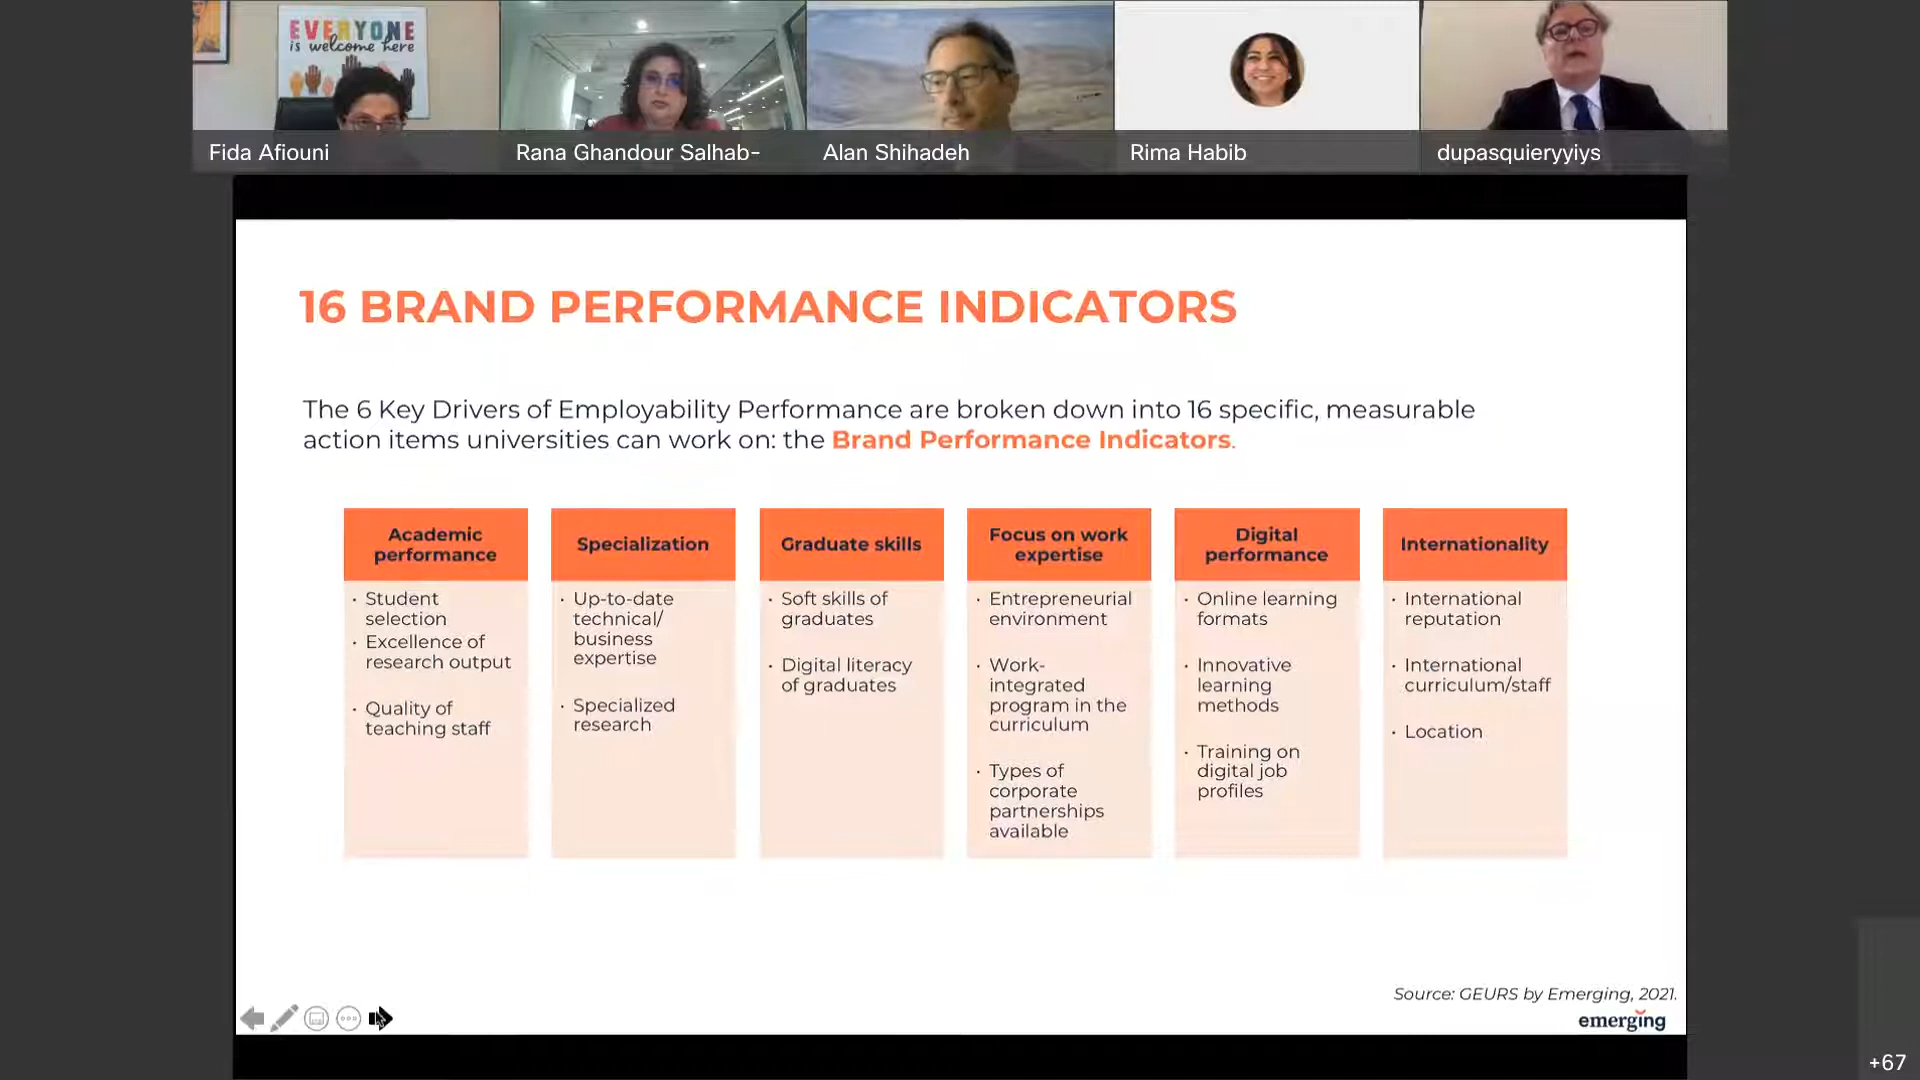 EVERYONE
is welcome here
Fida Afiouni
Rana Ghandour Salhab-
Alan Shihadeh
Rima Habib
dupasquieryyiys
16 BRAND PERFORMANCE INDICATORS
The 6 Key Drivers of Employability Performance are broken down into 16 specific, measurable
action items universities can work on: the Brand Performance Indicators.
Academic
performance
· Student
selection
· Excellence of
research output
· Quality of
teaching staff
Specialization
· Up-to-date
technical/
business
expertise
· Specialized
research
Graduate skills
· Soft skills of
graduates
· Digital literacy
of graduates
Focus on work
expertise
· Entrepreneurial
environment
· Work-
integrated
program in the
curriculum
· Types of
corporate
partnerships
available
Digital
performance
· Online learning
formats
· Innovative
learning
methods
· Training on
digital job
profiles
Internationality
· International
reputation
· International
curriculum/staff
· Location
Source: GEURS by Emerging, 2021.
emerging
+67